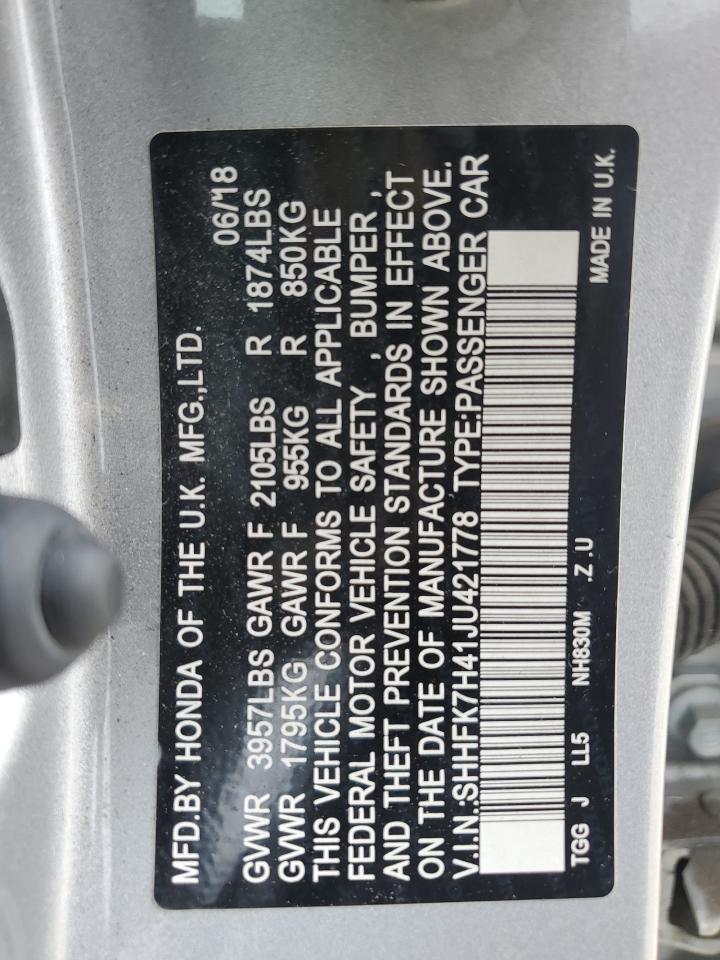 MFD.BY HONDA OF THE U.K. MFG.,LTD. 06/18
GVWR 3957LBS GAWR F 2105LBS R 1874LBS
GVWR 1795KG GAWR F 955KG R 850KG
THIS VEHICLE CONFORMS TO ALL APPLICABLE
FEDERAL MOTOR VEHICLE SAFETY , BUMPER ,
AND THEFT PREVENTION STANDARDS IN EFFECT
ON THE DATE OF MANUFACTURE SHOWN ABOVE.
V.I.N.:SHHFK7H41JU421778 TYPE:PASSENGER CAR
TGG J LL5 NH830M .Z .U MADE IN U.K.